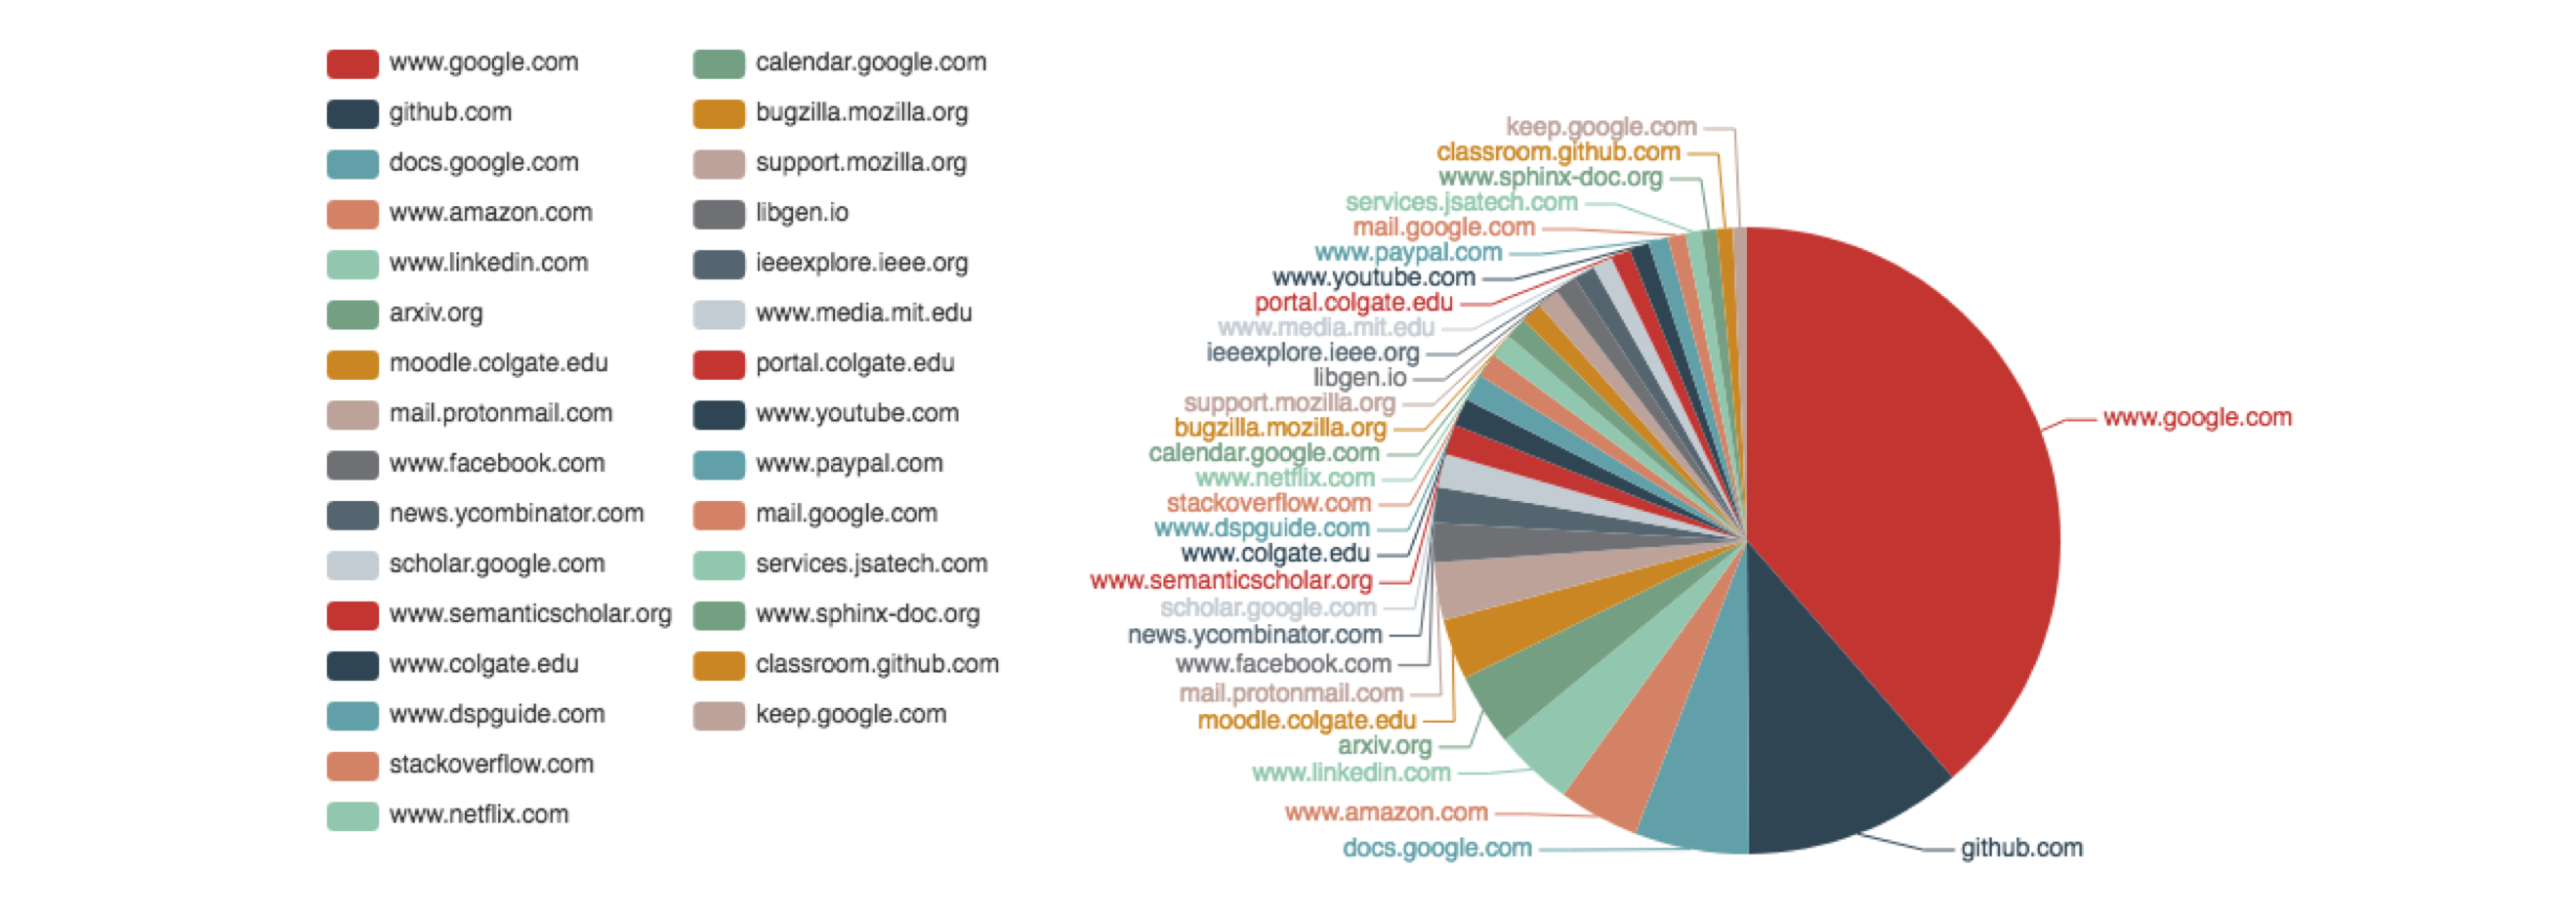 www.google.com
github.com
docs.google.com
www.amazon.com
www.linkedin.com
arxiv.org
moodle.colgate.edu
mail.protonmail.com
www.facebook.com
news.ycombinator.com
scholar.google.com
www.semanticscholar.org
www.colgate.edu
www.dspguide.com
stackoverflow.com
www.netflix.com
calendar.google.com
bugzilla.mozilla.org
support.mozilla.org
libgen.io
ieeexplore.ieee.org
www.media.mit.edu
portal.colgate.edu
www.youtube.com
www.paypal.com
mail.google.com
services.jsatech.com
www.sphinx-doc.org
classroom.github.com
keep.google.com
keep.google.com
classroom.github.com
www.sphinx-doc.org
services.jsatech.com
mail.google.com
www.paypal.com
www.youtube.com
portal.colgate.edu
www.media.mit.edu
ieeexplore.ieee.org
libgen.io
support.mozilla.org
bugzilla.mozilla.org
calendar.google.com
www.netflix.com
stackoverflow.com
www.dspguide.com
www.colgate.edu
www.semanticscholar.org
scholar.google.com
news.ycombinator.com
www.facebook.com
mail.protonmail.com
moodle.colgate.edu
arxiv.org
www.linkedin.com
www.amazon.com
docs.google.com
www.google.com
github.com